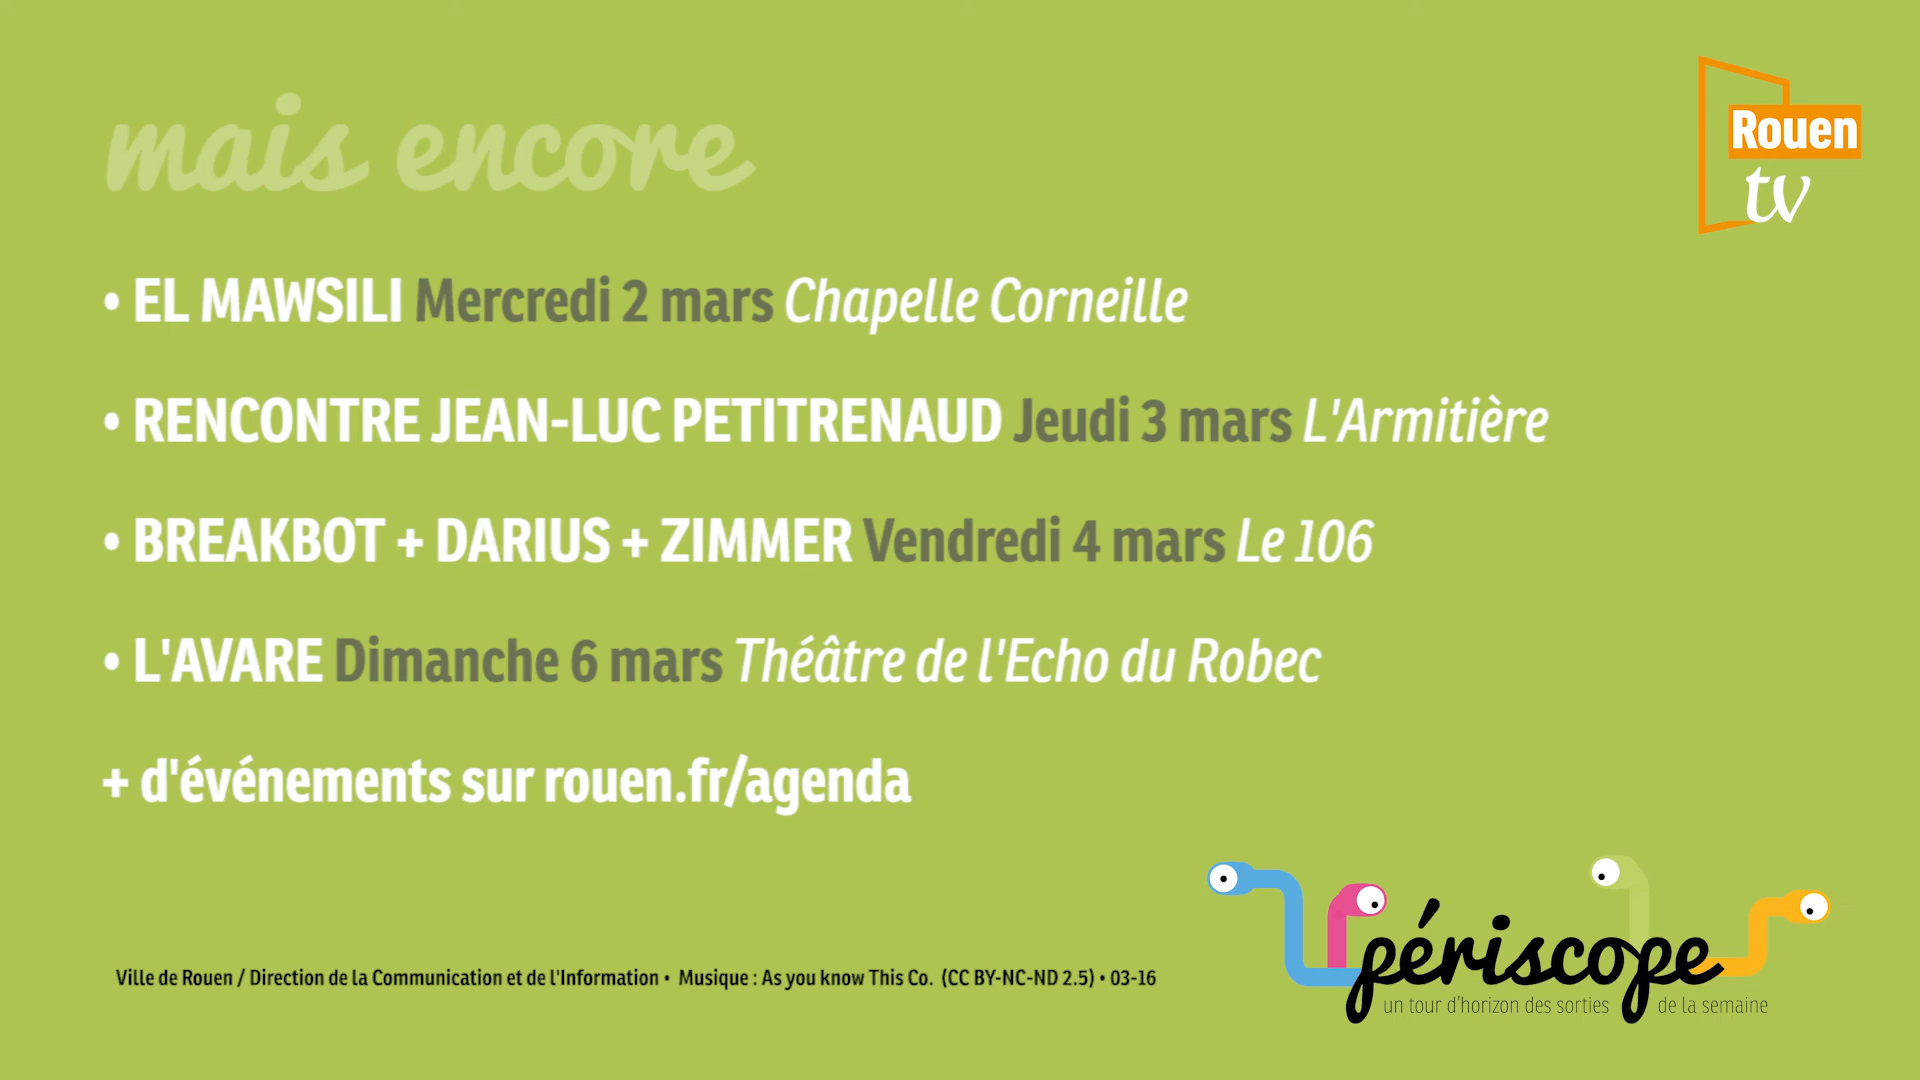 mais encore
Rouen
tv
• EL MAWSILI Mercredi 2 mars Chapelle Corneille
• RENCONTRE JEAN-LUC PETITRENAUD Jeudi 3 mars L'Armitière
• BREAKBOT + DARIUS + ZIMMER Vendredi 4 mars Le 106
• L'AVARE Dimanche 6 mars Théâtre de l'Echo du Robec
+ d'événements sur rouen.fr/agenda
périscope
un tour d'horizon des sorties de la semaine
Ville de Rouen / Direction de la Communication et de l'Information • Musique : As you know This Co. (CC BY-NC-ND 2.5) • 03-16